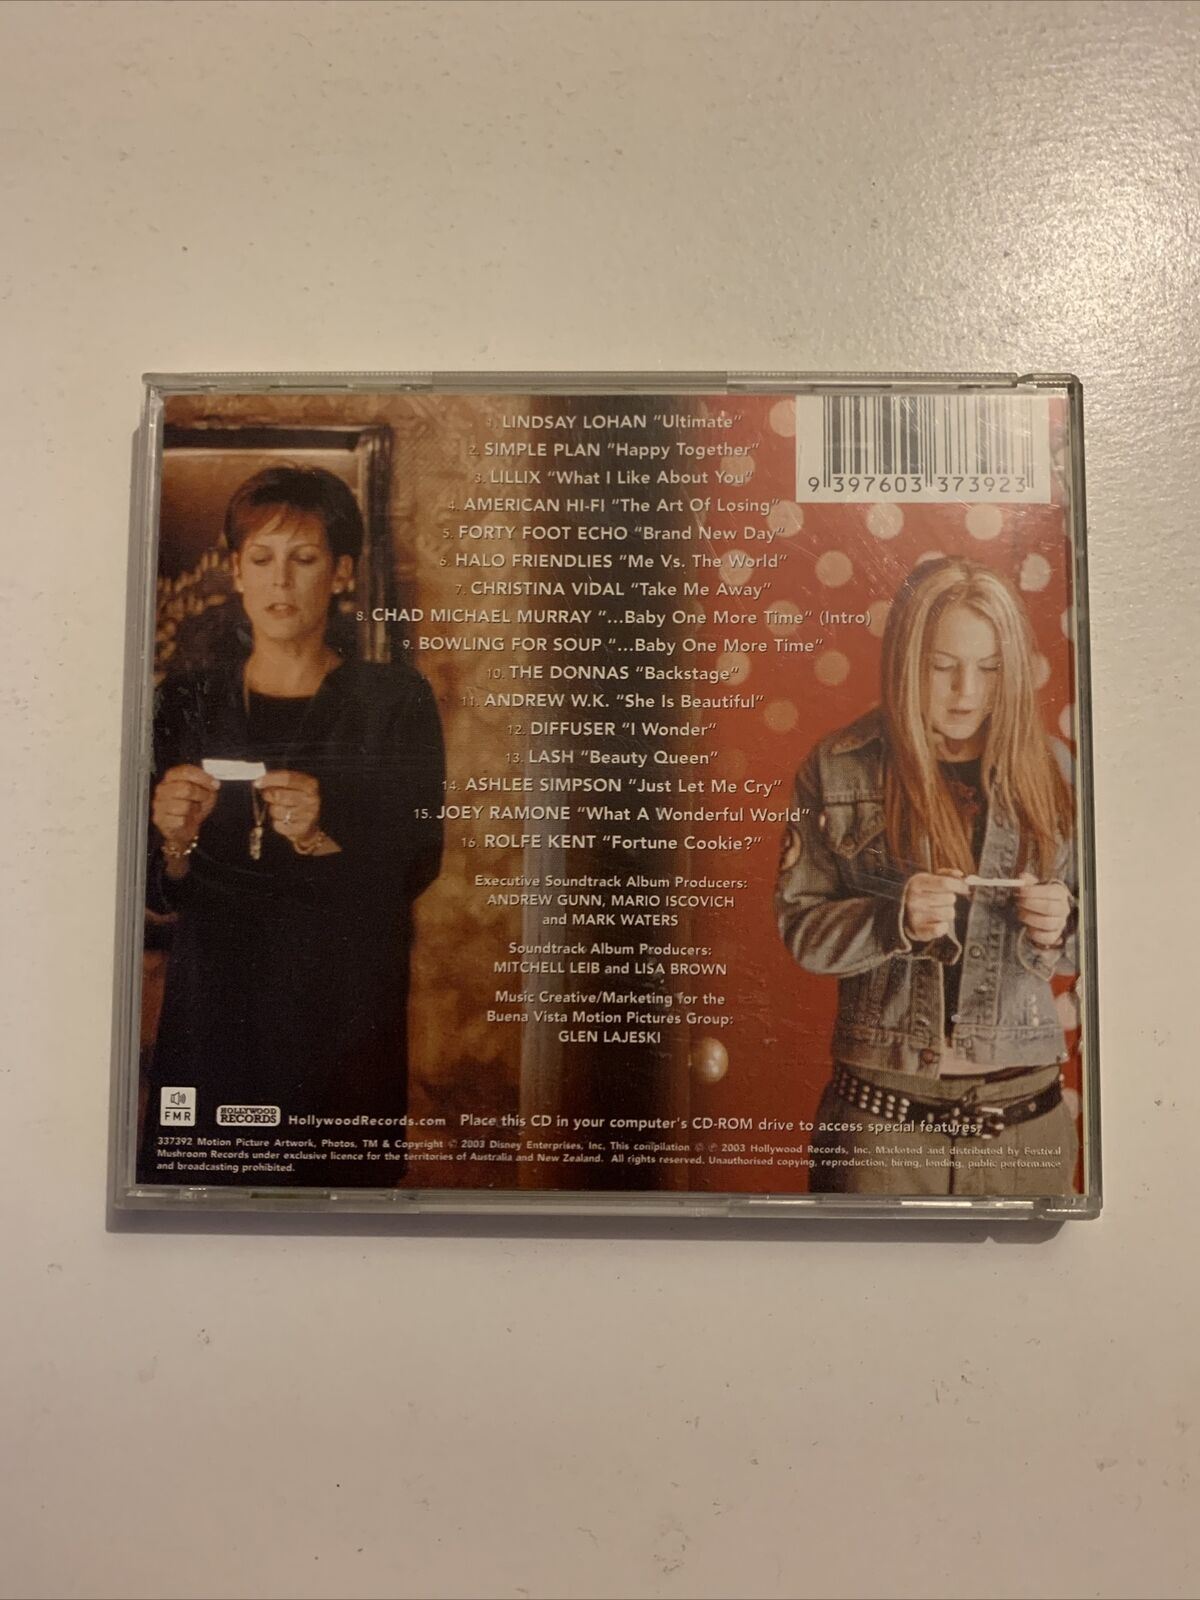 1. LINDSAY LOHAN "Ultimate"
2. SIMPLE PLAN "Happy Together"
3. LILLIX "What I Like About You"
4. AMERICAN HI-FI "The Art Of Losing"
5. FORTY FOOT ECHO "Brand New Day"
6. HALO FRIENDLIES "Me Vs. The World"
7. CHRISTINA VIDAL "Take Me Away"
8. CHAD MICHAEL MURRAY "...Baby One More Time" (Intro)
9. BOWLING FOR SOUP "...Baby One More Time"
10. THE DONNAS "Backstage"
11. ANDREW W.K. "She Is Beautiful"
12. DIFFUSER "I Wonder"
13. LASH "Beauty Queen"
14. ASHLEE SIMPSON "Just Let Me Cry"
15. JOEY RAMONE "What A Wonderful World"
16. ROLFE KENT "Fortune Cookie?"
9 397603 373923
Executive Soundtrack Album Producers:
ANDREW GUNN, MARIO ISCOVICH
and MARK WATERS
Soundtrack Album Producers:
MITCHELL LEIB and LISA BROWN
Music Creative/Marketing for the
Buena Vista Motion Pictures Group:
GLEN LAJESKI
FMR
HOLLYWOOD
RECORDS
HollywoodRecords.com Place this CD in your computer's CD-ROM drive to access special features.
337392 Motion Picture Artwork, Photos, TM & Copyright © 2003 Disney Enterprises, Inc. This compilation © ℗ 2003 Hollywood Records, Inc. Marketed and distributed by Festival
Mushroom Records under exclusive licence for the territories of Australia and New Zealand. All rights reserved. Unauthorised copying, reproduction, hiring, lending, public performance
and broadcasting prohibited.